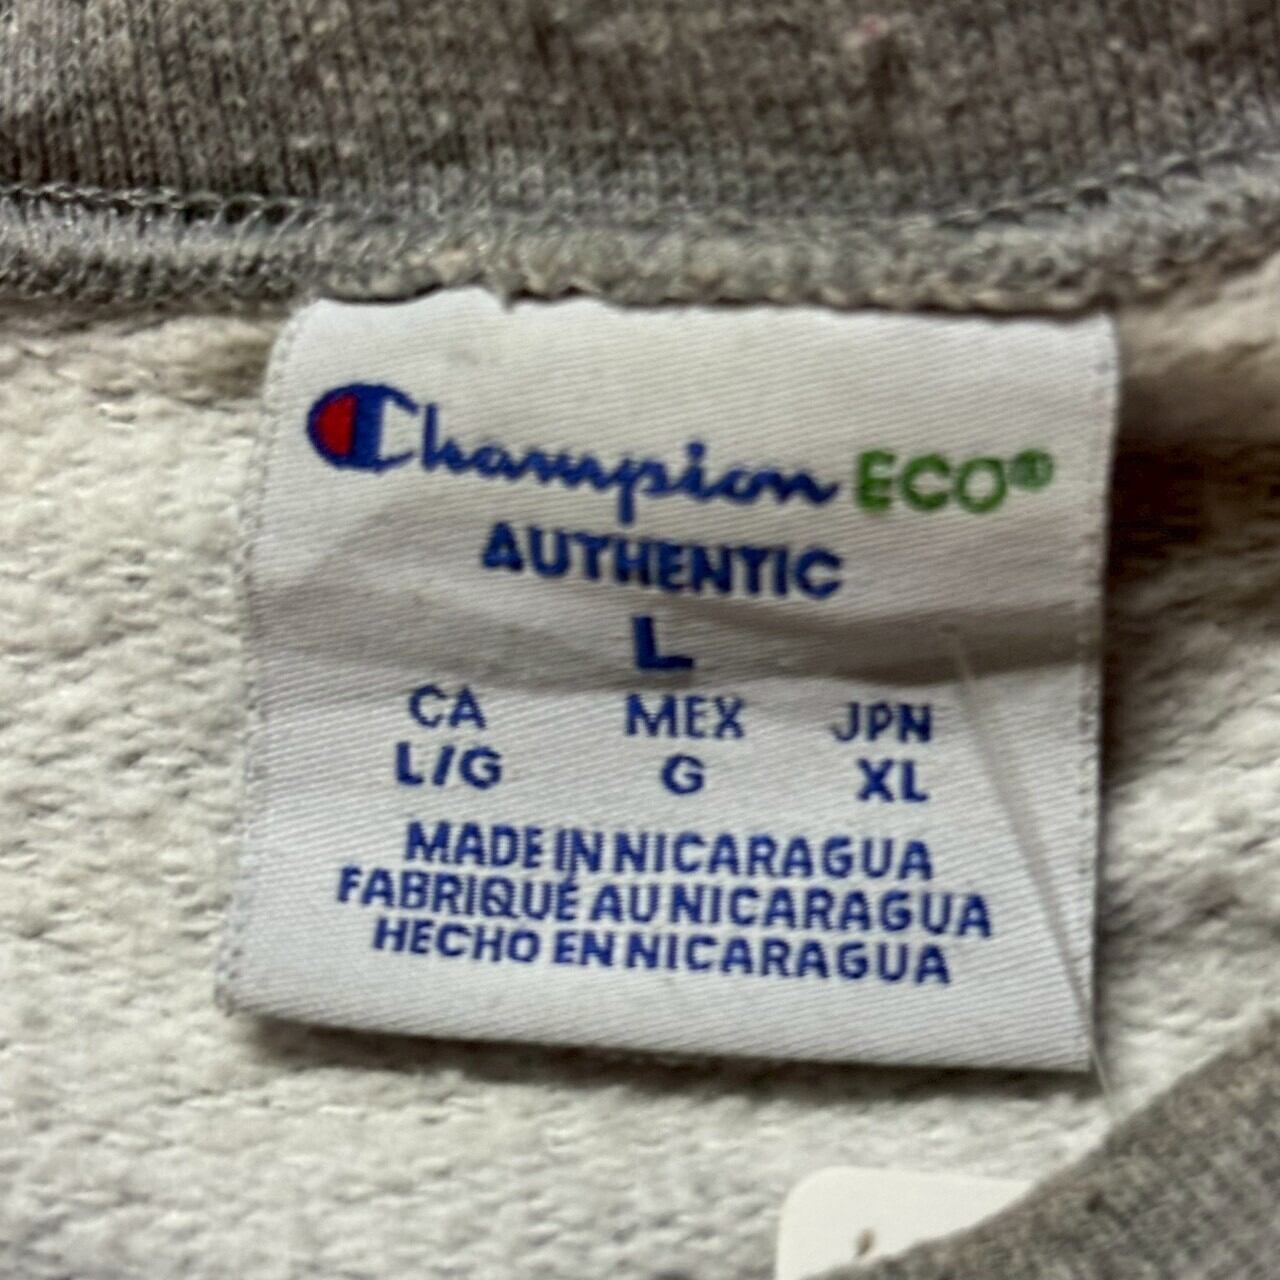 Champion ECO®
AUTHENTIC
L
CA MEX JPN
L/G G XL
MADE IN NICARAGUA
FABRIQUÉ AU NICARAGUA
HECHO EN NICARAGUA